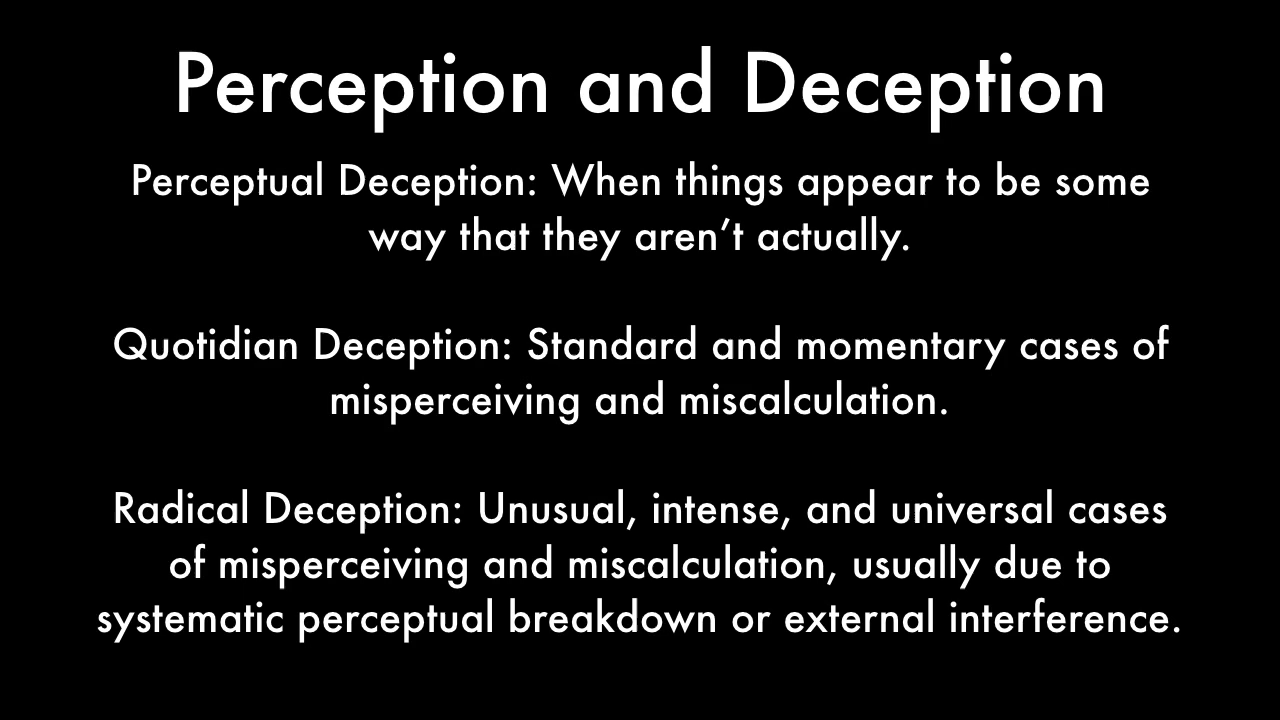 Perception and Deception
Perceptual Deception: When things appear to be some
way that they aren’t actually.
Quotidian Deception: Standard and momentary cases of
misperceiving and miscalculation.
Radical Deception: Unusual, intense, and universal cases
of misperceiving and miscalculation, usually due to
systematic perceptual breakdown or external interference.